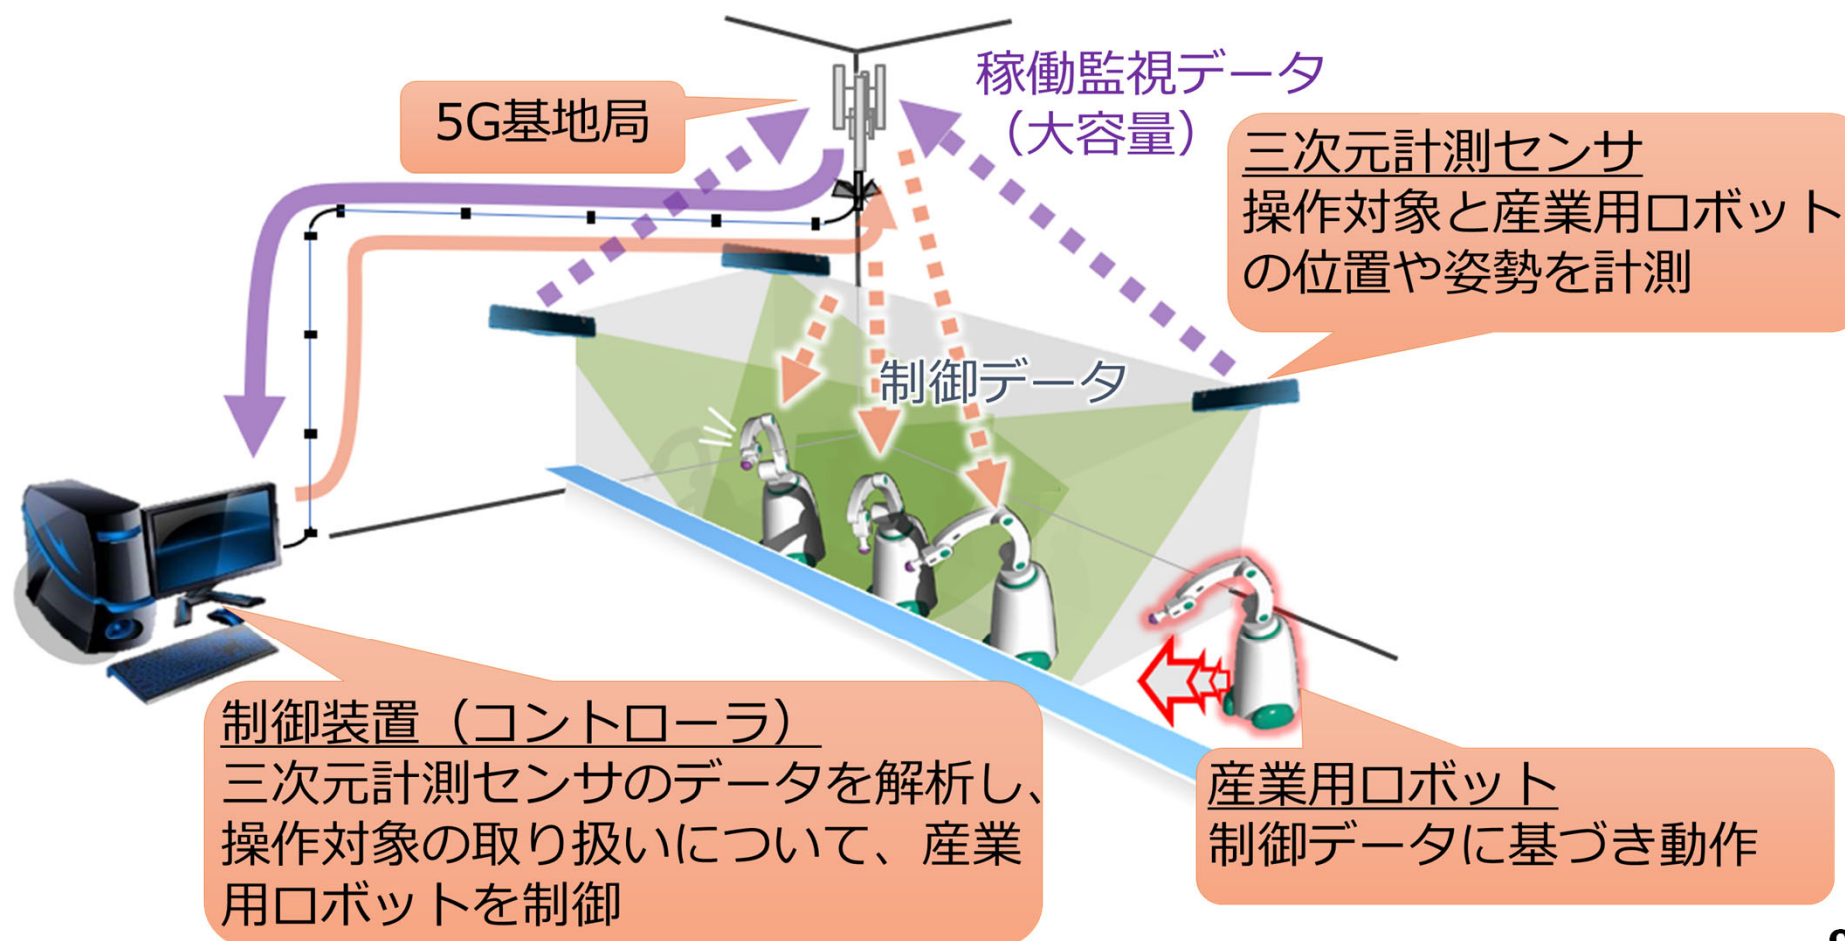 稼働監視データ
（大容量）
5G基地局
三次元計測センサ
操作対象と産業用ロボット
の位置や姿勢を計測
制御データ
制御装置（コントローラ）
三次元計測センサのデータを解析し、
操作対象の取り扱いについて、産業
用ロボットを制御
産業用ロボット
制御データに基づき動作